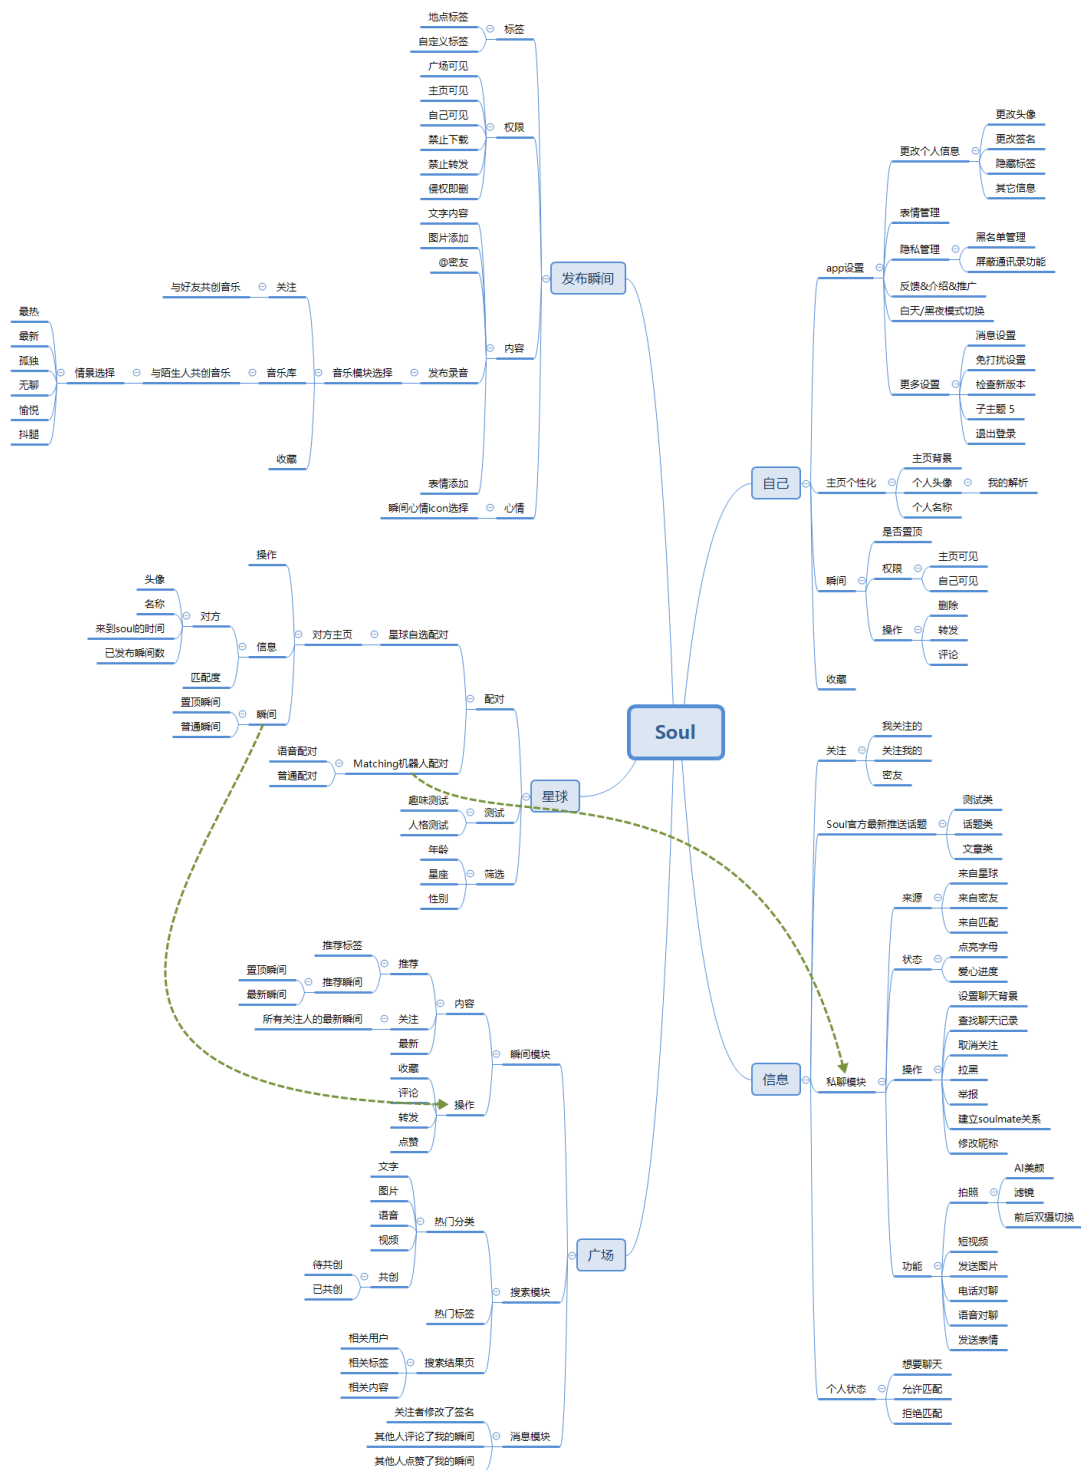 Soul
发布瞬间
标签
地点标签
自定义标签
权限
广场可见
主页可见
自己可见
禁止下载
禁止转发
侵权即删
内容
文字内容
图片添加
@密友
发布录音
音乐模块选择
关注
与好友共创音乐
音乐库
与陌生人共创音乐
情景选择
最热
最新
孤独
无聊
愉悦
抖腿
收藏
表情添加
心情
瞬间心情icon选择
星球
配对
星球自选配对
对方主页
操作
信息
对方
头像
名称
来到soul的时间
已发布瞬间数
匹配度
瞬间
置顶瞬间
普通瞬间
Matching机器人配对
语音配对
普通配对
测试
趣味测试
人格测试
筛选
年龄
星座
性别
广场
瞬间模块
内容
推荐
推荐标签
推荐瞬间
置顶瞬间
最新瞬间
关注
所有关注人的最新瞬间
最新
操作
收藏
评论
转发
点赞
搜索模块
热门分类
文字
图片
语音
视频
共创
待共创
已共创
热门标签
搜索结果页
相关用户
相关标签
相关内容
消息模块
关注者修改了签名
其他人评论了我的瞬间
其他人点赞了我的瞬间
自己
app设置
更改个人信息
更改头像
更改签名
隐藏标签
其它信息
表情管理
隐私管理
黑名单管理
屏蔽通讯录功能
反馈&介绍&推广
白天/黑夜模式切换
更多设置
消息设置
免打扰设置
检查新版本
子主题 5
退出登录
主页个性化
主页背景
个人头像
我的解析
个人名称
瞬间
是否置顶
权限
主页可见
自己可见
操作
删除
转发
评论
收藏
信息
关注
我关注的
关注我的
密友
Soul官方最新推送话题
测试类
话题类
文章类
私聊模块
来源
来自星球
来自密友
来自匹配
状态
点亮字母
爱心进度
操作
设置聊天背景
查找聊天记录
取消关注
拉黑
举报
建立soulmate关系
修改昵称
功能
拍照
AI美颜
滤镜
前后双摄切换
短视频
发送图片
电话对聊
语音对聊
发送表情
个人状态
想要聊天
允许匹配
拒绝匹配